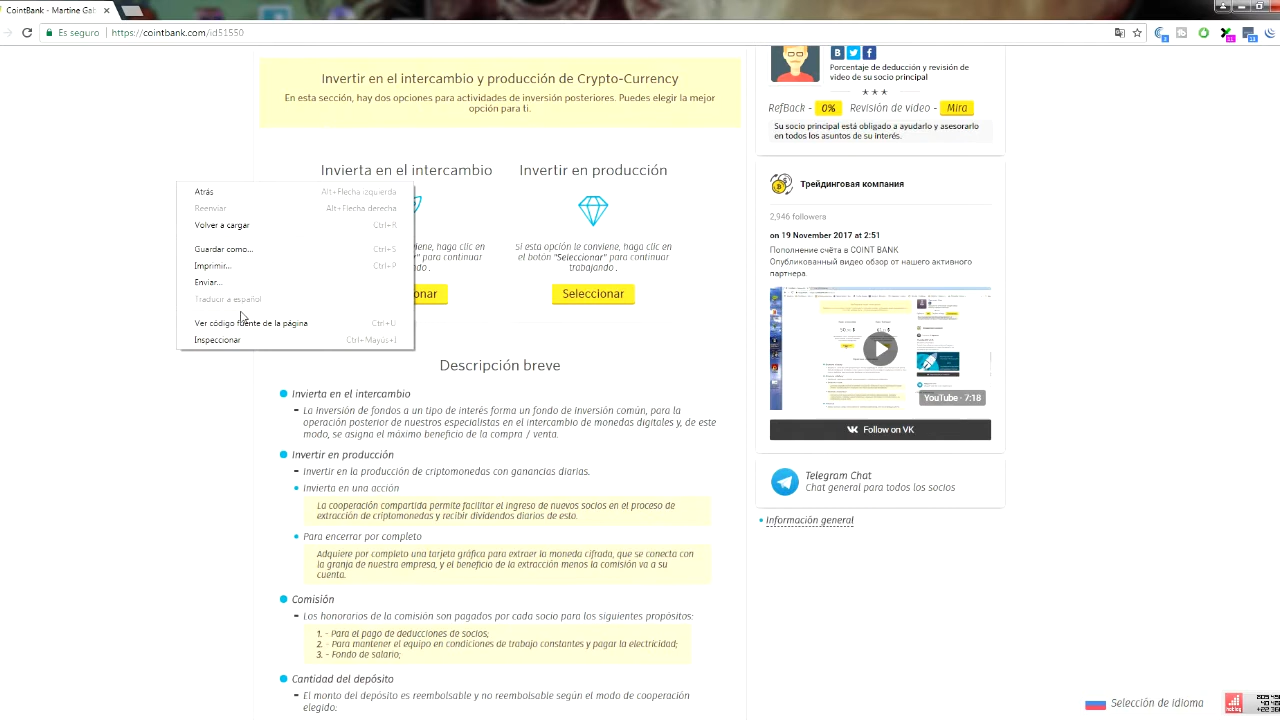 CointBank - Martine Gal
Es seguro
https://cointbank.com/id51550
Invertir en el intercambio y producción de Crypto-Currency
En esta sección, hay dos opciones para actividades de inversión posteriores. Puedes elegir la mejor
opción para ti.
Invierta en el intercambio
Invertir en producción
Atrás Alt+Flecha izquierda
Reenviar Alt+Flecha derecha
Volver a cargar Ctrl+R
Guardar como... Ctrl+S
Imprimir... Ctrl+P
Enviar...
Traducir a español
Ver código fuente de la página Ctrl+U
Inspeccionar Ctrl+Mayús+I
iene, haga clic en
" para continuar
.
onar
Si esta opción le conviene, haga clic en
el botón "Seleccionar" para continuar
trabajando .
Seleccionar
Descripción breve
Invierta en el intercambio
- La inversión de fondos a un tipo de interés forma un fondo de inversión común, para la
operación posterior de nuestros especialistas en el intercambio de monedas digitales y, de este
modo, se asigna el máximo beneficio de la compra / venta.
Invertir en producción
- Invertir en la producción de criptomonedas con ganancias diarias.
Invierta en una acción
La cooperación compartida permite facilitar el ingreso de nuevos socios en el proceso de
extracción de criptomonedas y recibir dividendos diarios de esto.
Para encerrar por completo
Adquiere por completo una tarjeta gráfica para extraer la moneda cifrada, que se conecta con
la granja de nuestra empresa, y el beneficio de la extracción menos la comisión va a su
cuenta.
Comisión
- Los honorarios de la comisión son pagados por cada socio para los siguientes propósitos:
1. - Para el pago de deducciones de socios;
2. - Para mantener el equipo en condiciones de trabajo constantes y pagar la electricidad;
3. - Fondo de salario;
Cantidad del depósito
- El monto del depósito es reembolsable y no reembolsable según el modo de cooperación
elegido:
Porcentaje de deducción y revisión de
video de su socio principal
* * *
RefBack - 0% Revisión de video - Mira
Su socio principal está obligado a ayudarlo y asesorarlo
en todos los asuntos de su interés.
Трейдинговая компания
2,946 followers
on 19 November 2017 at 2:51
Пополнение счёта в COINT BANK
Опубликованный видео обзор от нашего активного
партнера.
YouTube · 7:18
Follow on VK
Telegram Chat
Chat general para todos los socios
Información general
Selección de idioma